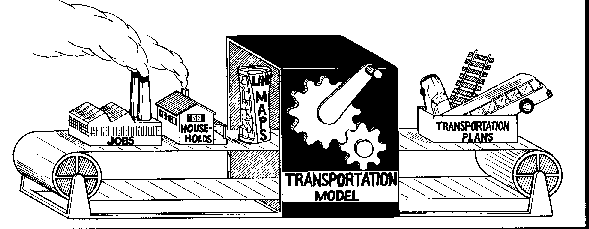 JOBS
HOUSE-
HOLDS
MAPS
TRANSPORTATION
MODEL
TRANSPORTATION
PLANS